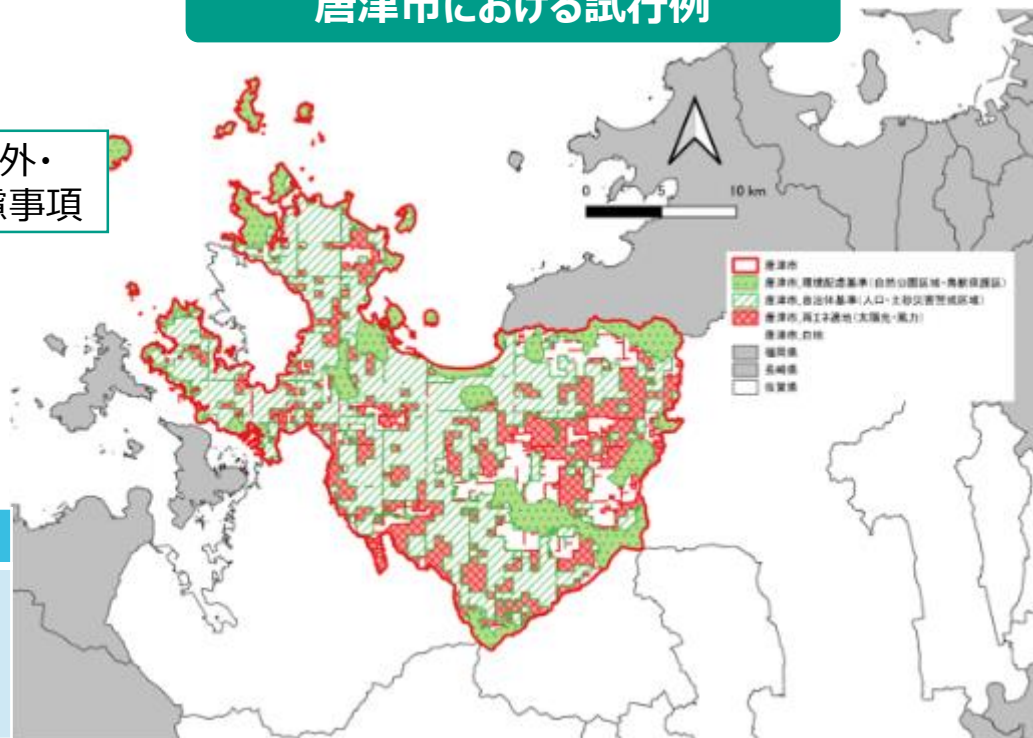 唐津市における試行例
外・
慮事項
0 5 10 km
唐津市
唐津市_環境配慮基準(自然公園区域・鳥獣保護区)
唐津市_自治体基準(人口・土砂災害警戒区域)
唐津市_再エネ適地(太陽光・風力)
唐津市_白地
福岡県
長崎県
佐賀県